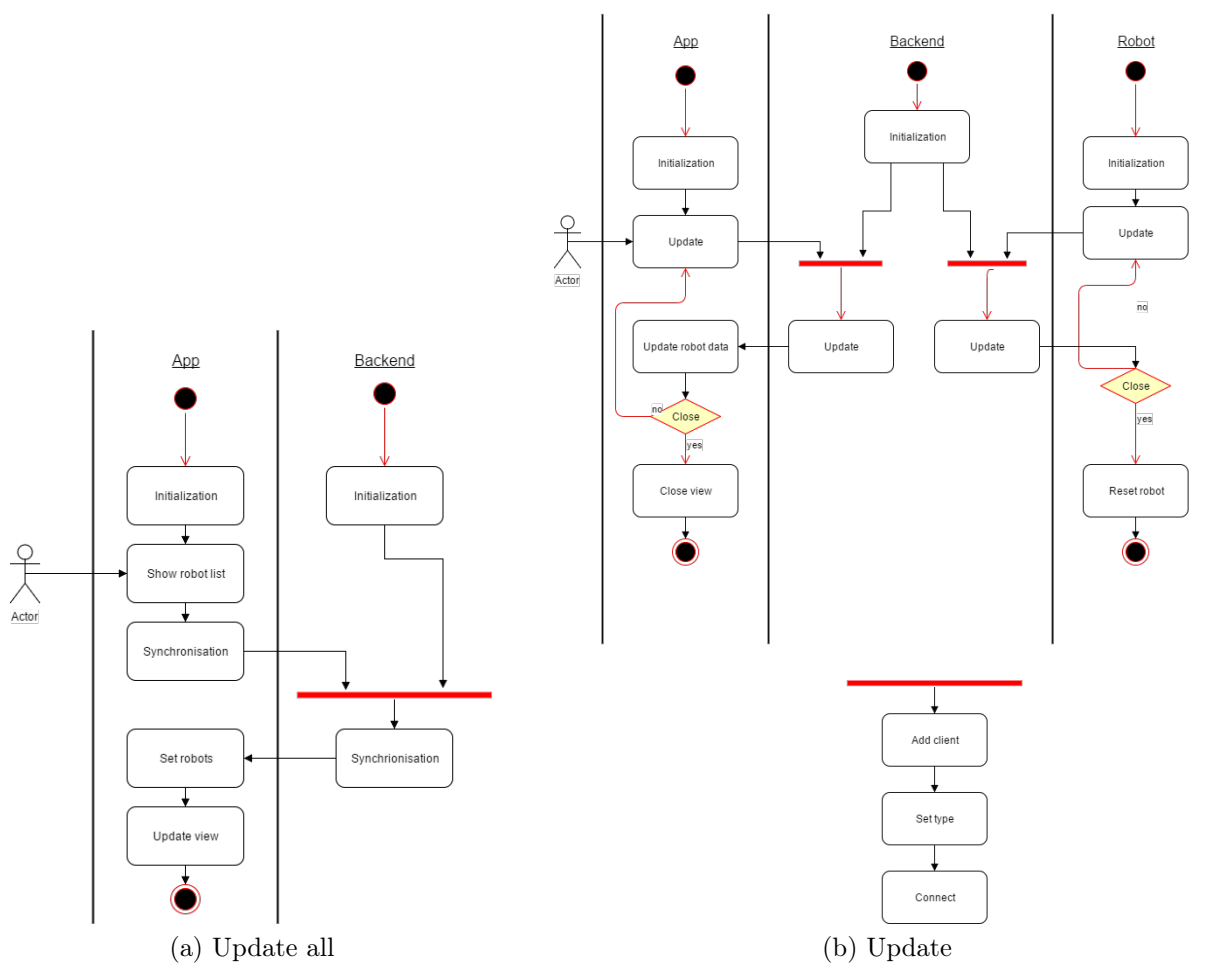 App
Backend
Initialization
Initialization
Actor
Show robot list
Synchronisation
Set robots
Synchrionisation
Update view
(a) Update all
App
Backend
Robot
Initialization
Initialization
Initialization
Actor
Update
Update
no
Update robot data
Update
Update
no
Close
yes
Close
yes
Close view
Reset robot
Add client
Set type
Connect
(b) Update